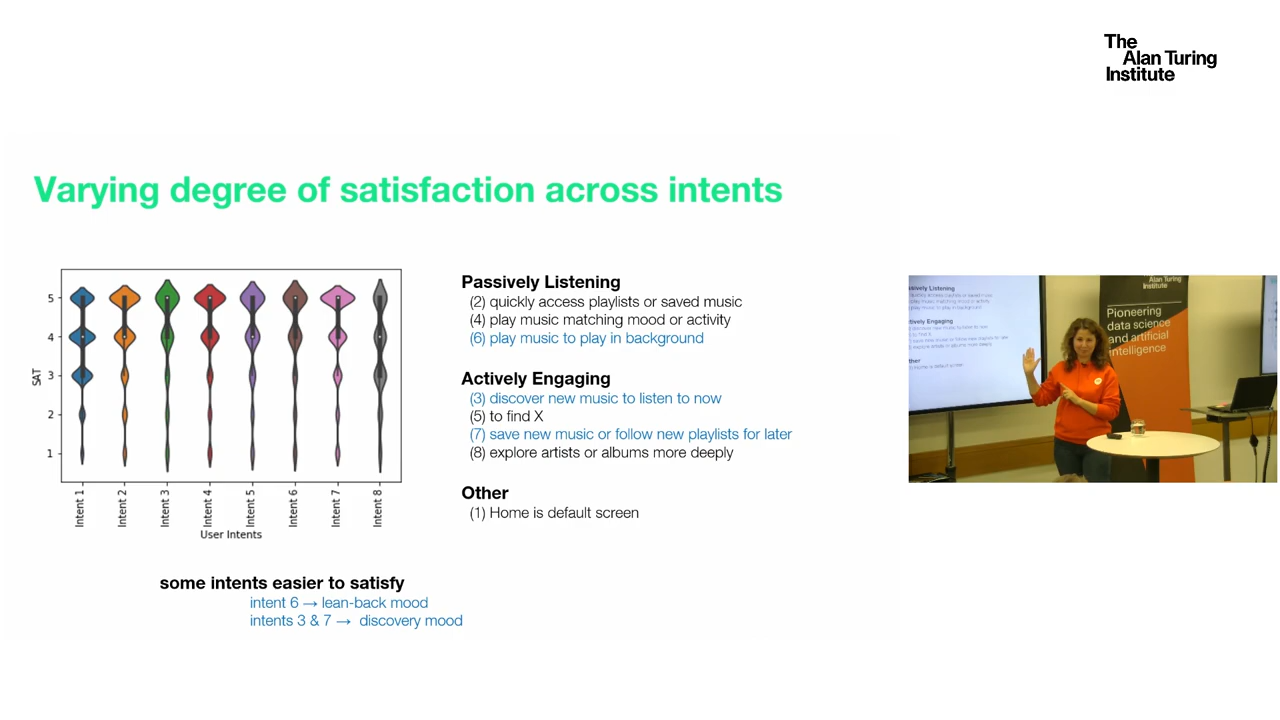 The
Alan Turing
Institute
Varying degree of satisfaction across intents
SAT
5
4
3
2
1
Intent 1
Intent 2
Intent 3
Intent 4
Intent 5
Intent 6
Intent 7
Intent 8
User Intents
Passively Listening
(2) quickly access playlists or saved music
(4) play music matching mood or activity
(6) play music to play in background
Actively Engaging
(3) discover new music to listen to now
(5) to find X
(7) save new music or follow new playlists for later
(8) explore artists or albums more deeply
Other
(1) Home is default screen
some intents easier to satisfy
intent 6 → lean-back mood
intents 3 & 7 → discovery mood
Alan Turing
Institute
Pioneering
data science
and artificial
intelligence